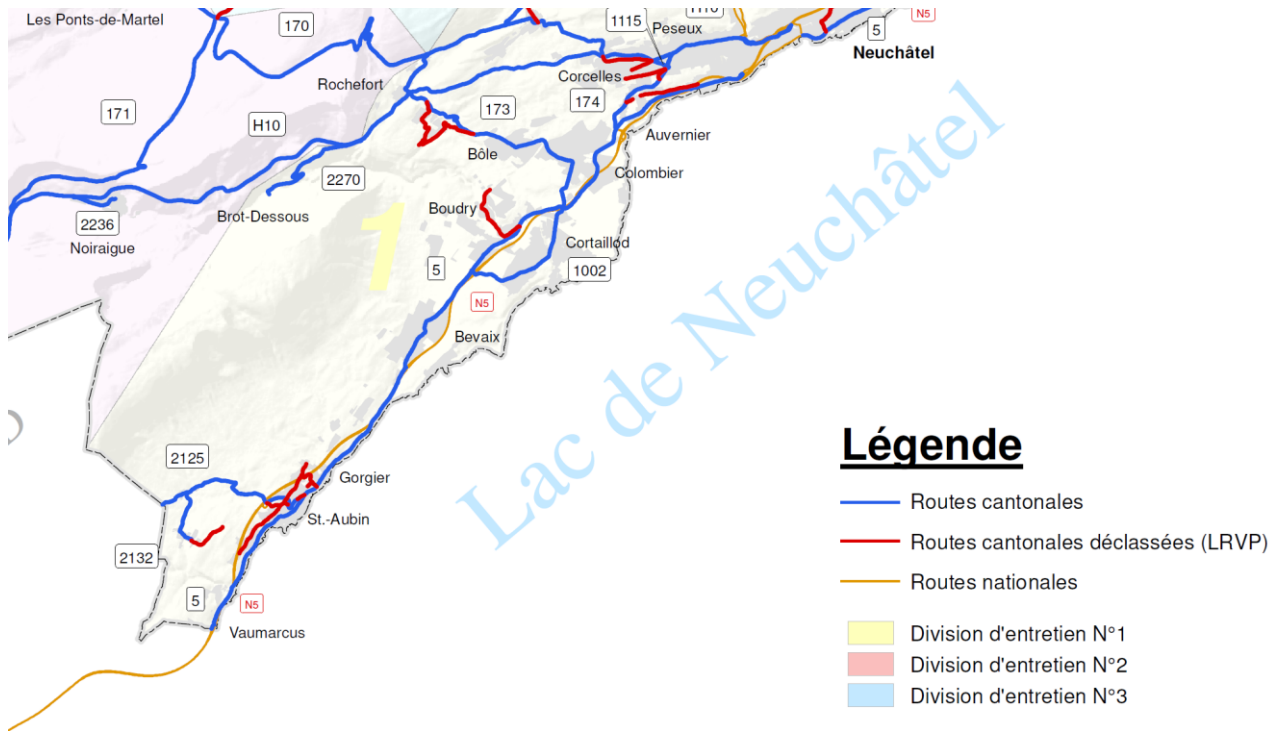 Les Ponts-de-Martel
170
1115
Peseux
N5
5
Neuchâtel
Rochefort
Corcelles
171
H10
173
174
Auvernier
Bôle
2270
Colombier
2236
Noiraigue
Brot-Dessous
Boudry
1
Cortaillod
5
1002
N5
Bevaix
Lac de Neuchâtel
2125
Gorgier
St.-Aubin
2132
5
N5
Vaumarcus
Légende
Routes cantonales
Routes cantonales déclassées (LRVP)
Routes nationales
Division d'entretien N°1
Division d'entretien N°2
Division d'entretien N°3